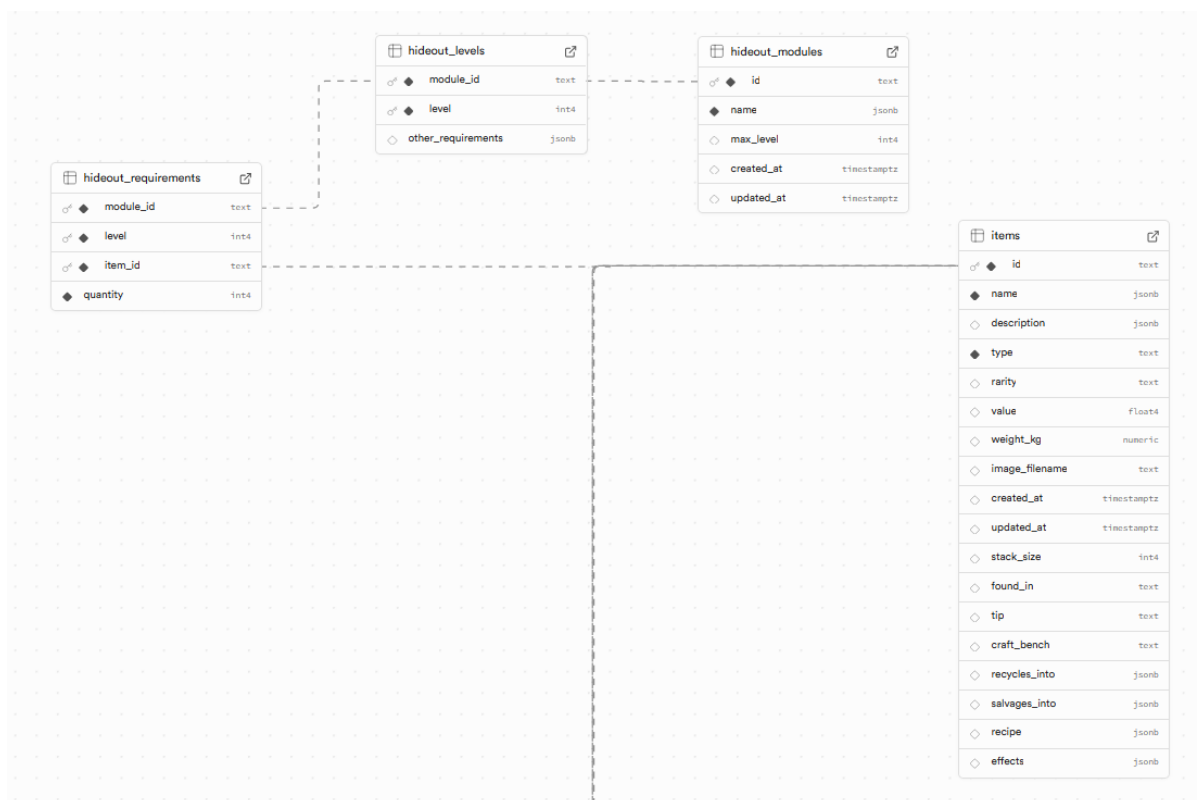 hideout_levels
module_id text
level int4
other_requirements jsonb
hideout_modules
id text
name jsonb
max_level int4
created_at timestamptz
updated_at timestamptz
hideout_requirements
module_id text
level int4
item_id text
quantity int4
items
id text
name jsonb
description jsonb
type text
rarity text
value float4
weight_kg numeric
image_filename text
created_at timestamptz
updated_at timestamptz
stack_size int4
found_in text
tip text
craft_bench text
recycles_into jsonb
salvages_into jsonb
recipe jsonb
effects jsonb